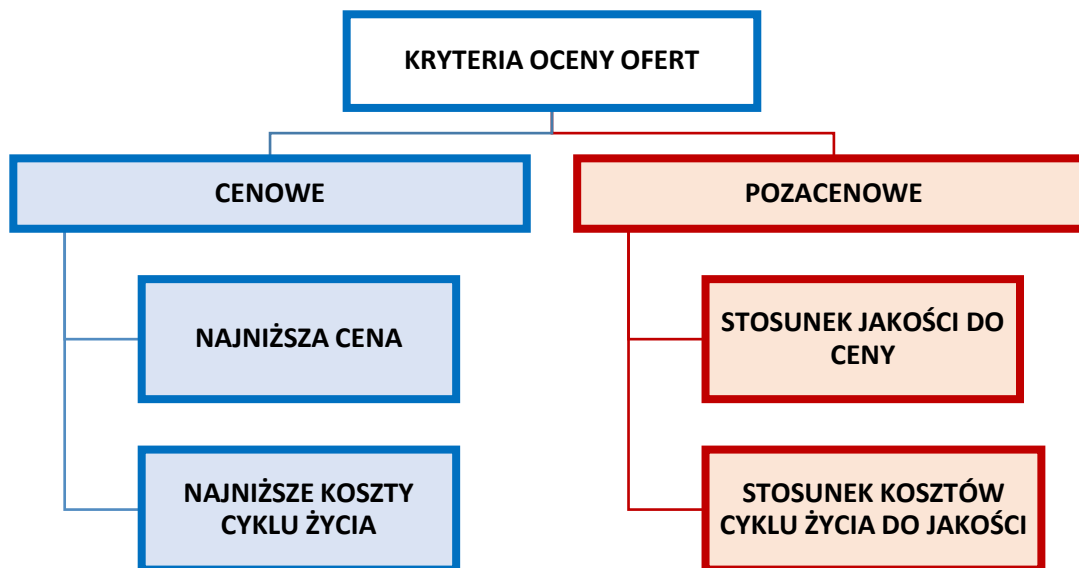 KRYTERIA OCENY OFERT
CENOWE
POZACENOWE
NAJNIŻSZA CENA
STOSUNEK JAKOŚCI DO
CENY
NAJNIŻSZE KOSZTY
CYKLU ŻYCIA
STOSUNEK KOSZTÓW
CYKLU ŻYCIA DO JAKOŚCI